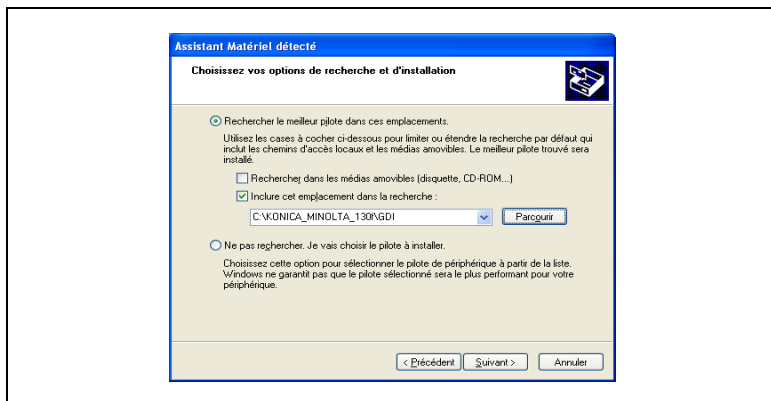 Assistant Matériel détecté
Choisissez vos options de recherche et d'installation
Rechercher le meilleur pilote dans ces emplacements.
Utilisez les cases à cocher ci-dessous pour limiter ou étendre la recherche par défaut qui
inclut les chemins d'accès locaux et les médias amovibles. Le meilleur pilote trouvé sera
installé.
Rechercher dans les médias amovibles (disquette, CD-ROM...)
Inclure cet emplacement dans la recherche :
C:\KONICA_MINOLTA_130f\GDI
Parcourir
Ne pas rechercher. Je vais choisir le pilote à installer.
Choisissez cette option pour sélectionner le pilote de périphérique à partir de la liste.
Windows ne garantit pas que le pilote sélectionné sera le plus performant pour votre
périphérique.
< Précédent Suivant > Annuler